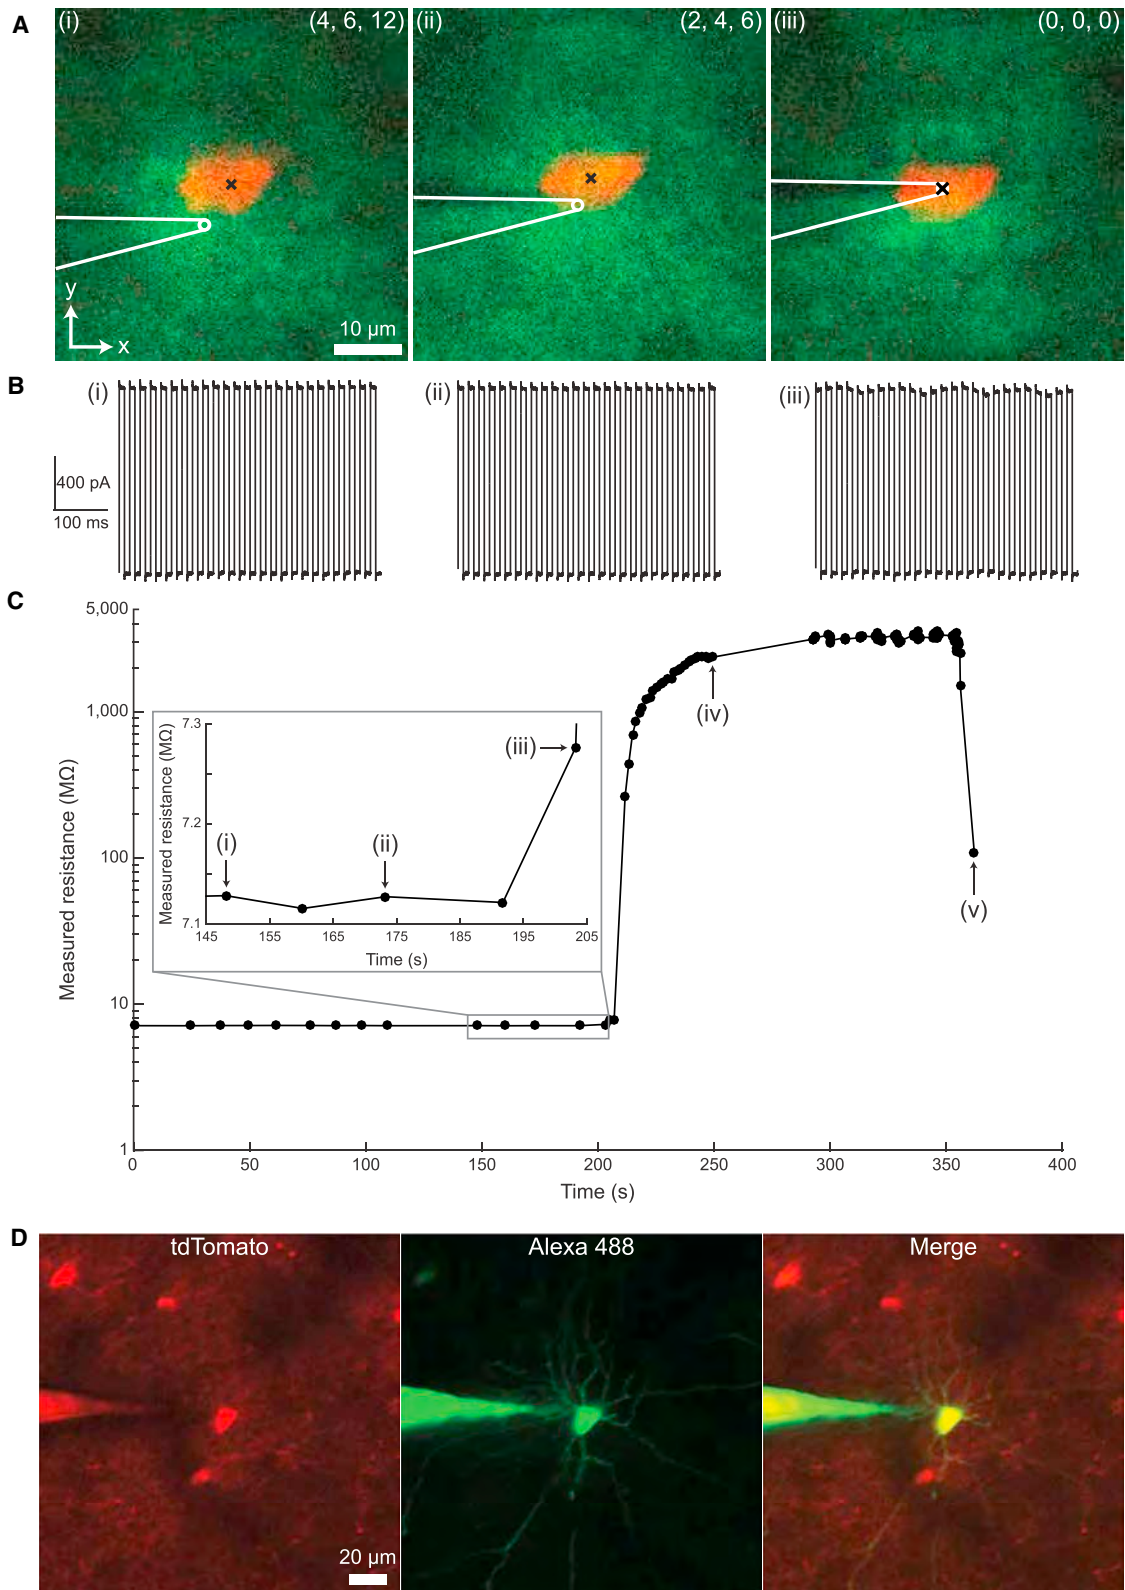 A
(i)
(4, 6, 12)
(ii)
(2, 4, 6)
(iii)
(0, 0, 0)
y
x
10 µm
B
(i)
(ii)
(iii)
400 pA
100 ms
C
5,000
1,000
100
10
1
Measured resistance (MΩ)
0
50
100
150
200
250
300
350
400
Time (s)
(iv)
(v)
7.3
7.2
7.1
Measured resistance (MΩ)
(i)
(ii)
(iii)
145
155
165
175
185
195
205
Time (s)
D
tdTomato
Alexa 488
Merge
20 µm